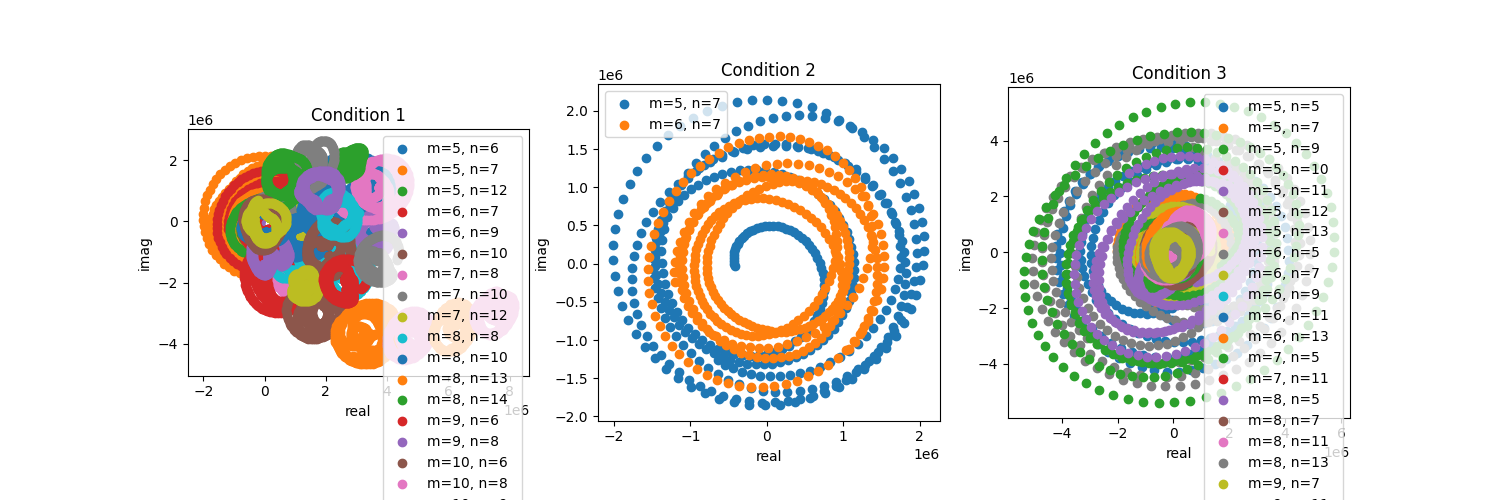 Condition 1
1e6
imag
2
0
−2
−4
−2
0
2
4
6
8
1e6
real
m=5, n=6
m=5, n=7
m=5, n=12
m=6, n=7
m=6, n=9
m=6, n=10
m=7, n=8
m=7, n=10
m=7, n=12
m=8, n=8
m=8, n=10
m=8, n=13
m=8, n=14
m=9, n=6
m=9, n=8
m=10, n=6
m=10, n=8
Condition 2
1e6
m=5, n=7
m=6, n=7
imag
2.0
1.5
1.0
0.5
0.0
−0.5
−1.0
−1.5
−2.0
−2
−1
0
1
2
1e6
real
Condition 3
1e6
imag
4
2
0
−2
−4
−4
−2
0
2
4
6
1e6
real
m=5, n=5
m=5, n=7
m=5, n=9
m=5, n=10
m=5, n=11
m=5, n=12
m=5, n=13
m=6, n=5
m=6, n=7
m=6, n=9
m=6, n=11
m=6, n=13
m=7, n=5
m=7, n=11
m=8, n=5
m=8, n=7
m=8, n=11
m=8, n=13
m=9, n=7